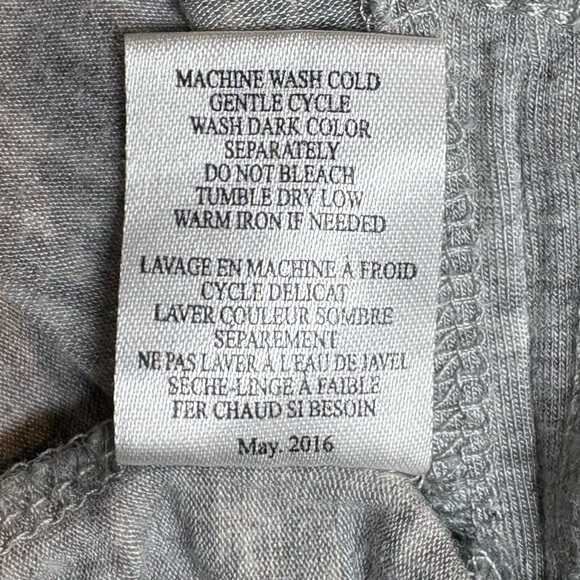 MACHINE WASH COLD
GENTLE CYCLE
WASH DARK COLOR
SEPARATELY
DO NOT BLEACH
TUMBLE DRY LOW
WARM IRON IF NEEDED
LAVAGE EN MACHINE À FROID
CYCLE DELICAT
LAVER COULEUR SOMBRE
SÉPAREMENT
NE PAS LAVER À L'EAU DE JAVEL
SECHE-LINGE À FAIBLE
FER CHAUD SI BESOIN
May. 2016